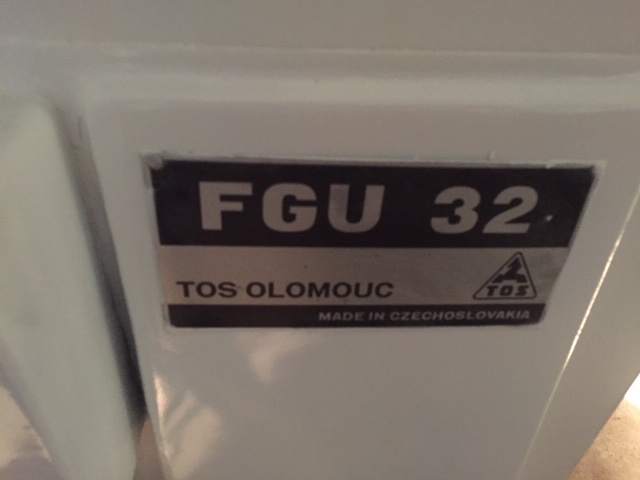 FGU 32
TOS OLOMOUC
TOS
MADE IN CZECHOSLOVAKIA